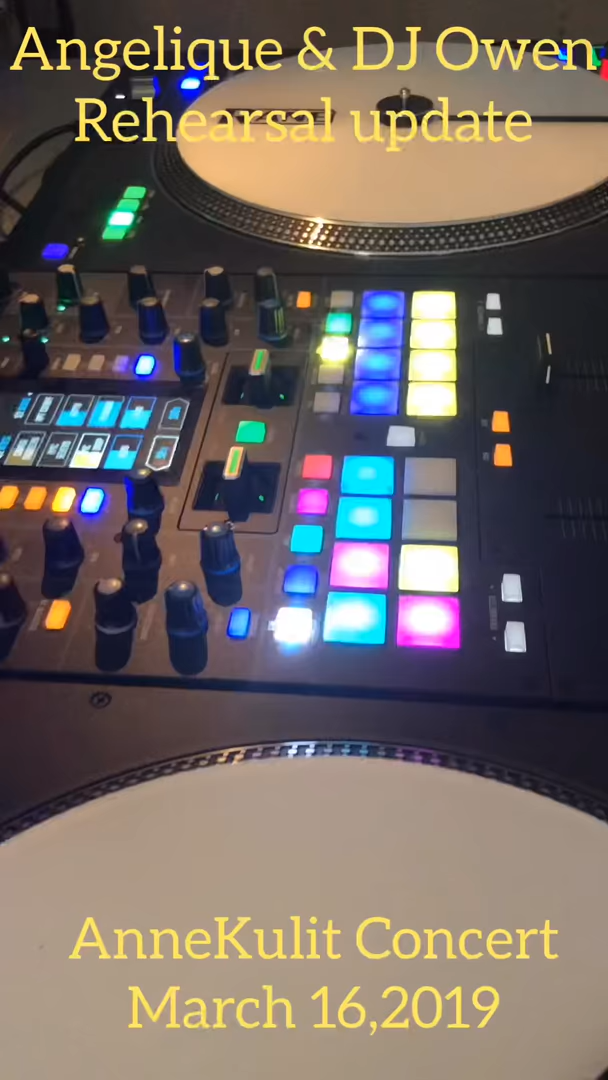 Angelique & DJ Owen
Rehearsal update
AnneKulit Concert
March 16,2019